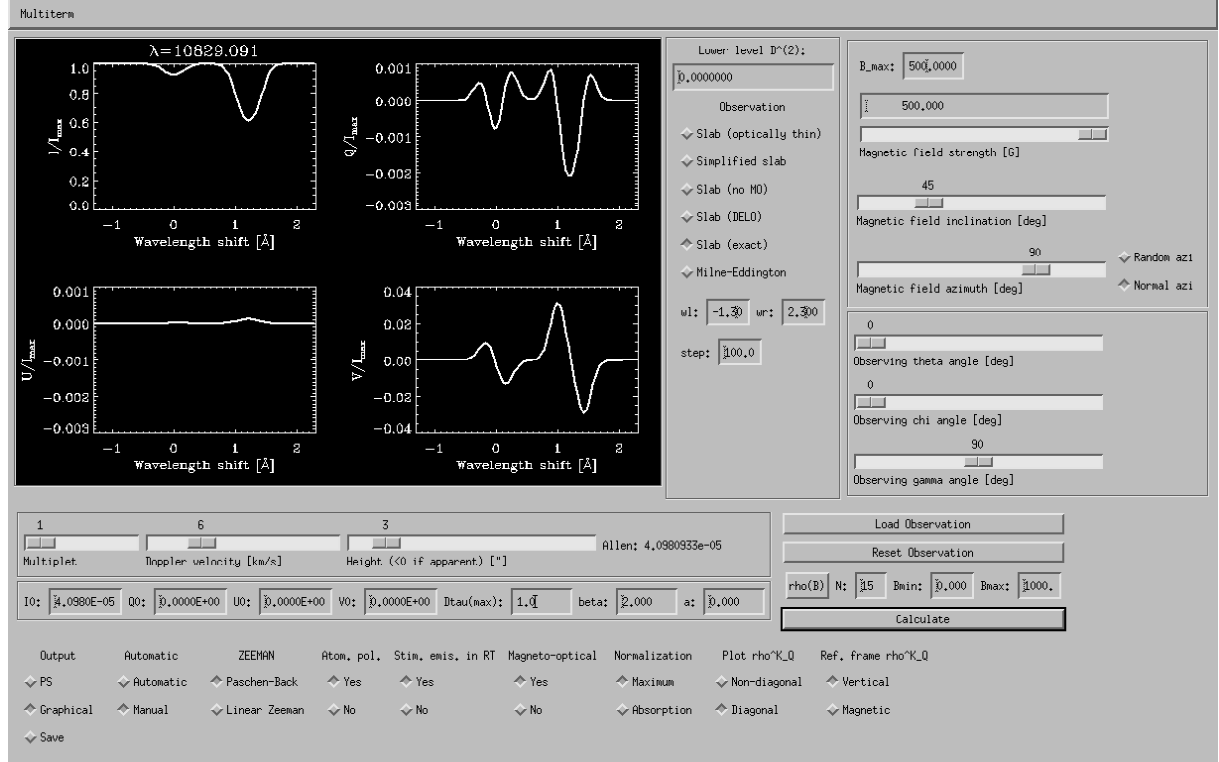 Multiterm
λ=10829.091
1.0
0.8
0.6
0.4
0.2
0.0
I/Imax
-1 0 1 2
Wavelength shift [Å]
0.001
0.000
-0.001
-0.002
-0.003
Q/Imax
-1 0 1 2
Wavelength shift [Å]
0.001
0.000
-0.001
-0.002
-0.003
U/Imax
-1 0 1 2
Wavelength shift [Å]
0.04
0.02
0.00
-0.02
-0.04
V/Imax
-1 0 1 2
Wavelength shift [Å]
Lower level D^(2):
0.0000000
Observation
Slab (optically thin)
Simplified slab
Slab (no MO)
Slab (DELO)
Slab (exact)
Milne-Eddington
wl: -1.30 wr: 2.300
step: 100.0
B_max: 500.0000
500.000
Magnetic field strength [G]
45
Magnetic field inclination [deg]
90
Magnetic field azimuth [deg]
Random azi
Normal azi
0
Observing theta angle [deg]
0
Observing chi angle [deg]
90
Observing gamma angle [deg]
1 6 3
Multiplet Doppler velocity [km/s] Height (<0 if apparent) ["] Allen: 4.0980933e-05
I0: 4.0980E-05 Q0: 0.0000E+00 U0: 0.0000E+00 V0: 0.0000E+00 Dtau(max): 1.0 beta: 2.000 a: 0.000
Load Observation
Reset Observation
rho(B) N: 15 Bmin: 0.000 Bmax: 1000.
Calculate
Output Automatic ZEEMAN Atom. pol. Stim. emis. in RT Magneto-optical Normalization Plot rho^K_Q Ref. frame rho^K_Q
PS Automatic Paschen-Back Yes Yes Yes Maximum Non-diagonal Vertical
Graphical Manual Linear Zeeman No No No Absorption Diagonal Magnetic
Save